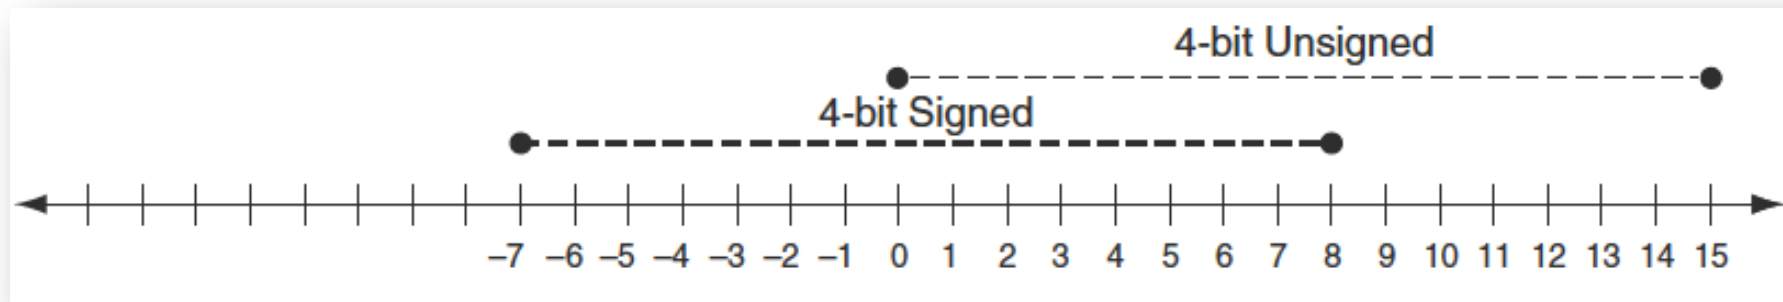 4-bit Unsigned
4-bit Signed
–7 –6 –5 –4 –3 –2 –1 0 1 2 3 4 5 6 7 8 9 10 11 12 13 14 15